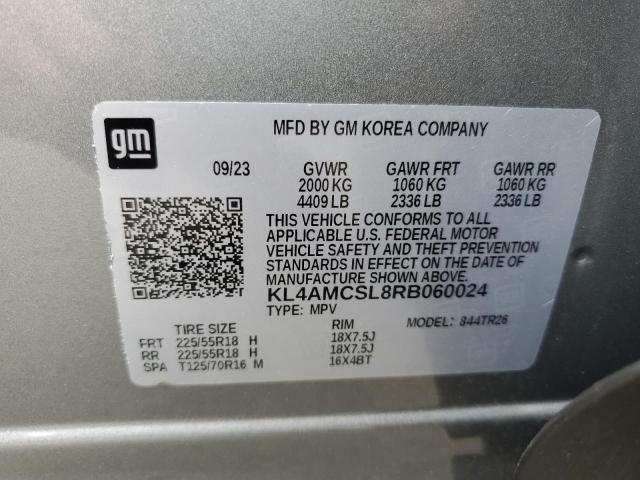 gm
MFD BY GM KOREA COMPANY
09/23 GVWR GAWR FRT GAWR RR
2000 KG 1060 KG 1060 KG
4409 LB 2336 LB 2336 LB
THIS VEHICLE CONFORMS TO ALL
APPLICABLE U.S. FEDERAL MOTOR
VEHICLE SAFETY AND THEFT PREVENTION
STANDARDS IN EFFECT ON THE DATE OF
MANUFACTURE SHOWN ABOVE.
KL4AMCSL8RB060024
TYPE: MPV MODEL: 844TR26
TIRE SIZE RIM
FRT 225/55R18 H 18X7.5J
RR 225/55R18 H 18X7.5J
SPA T125/70R16 M 16X4BT